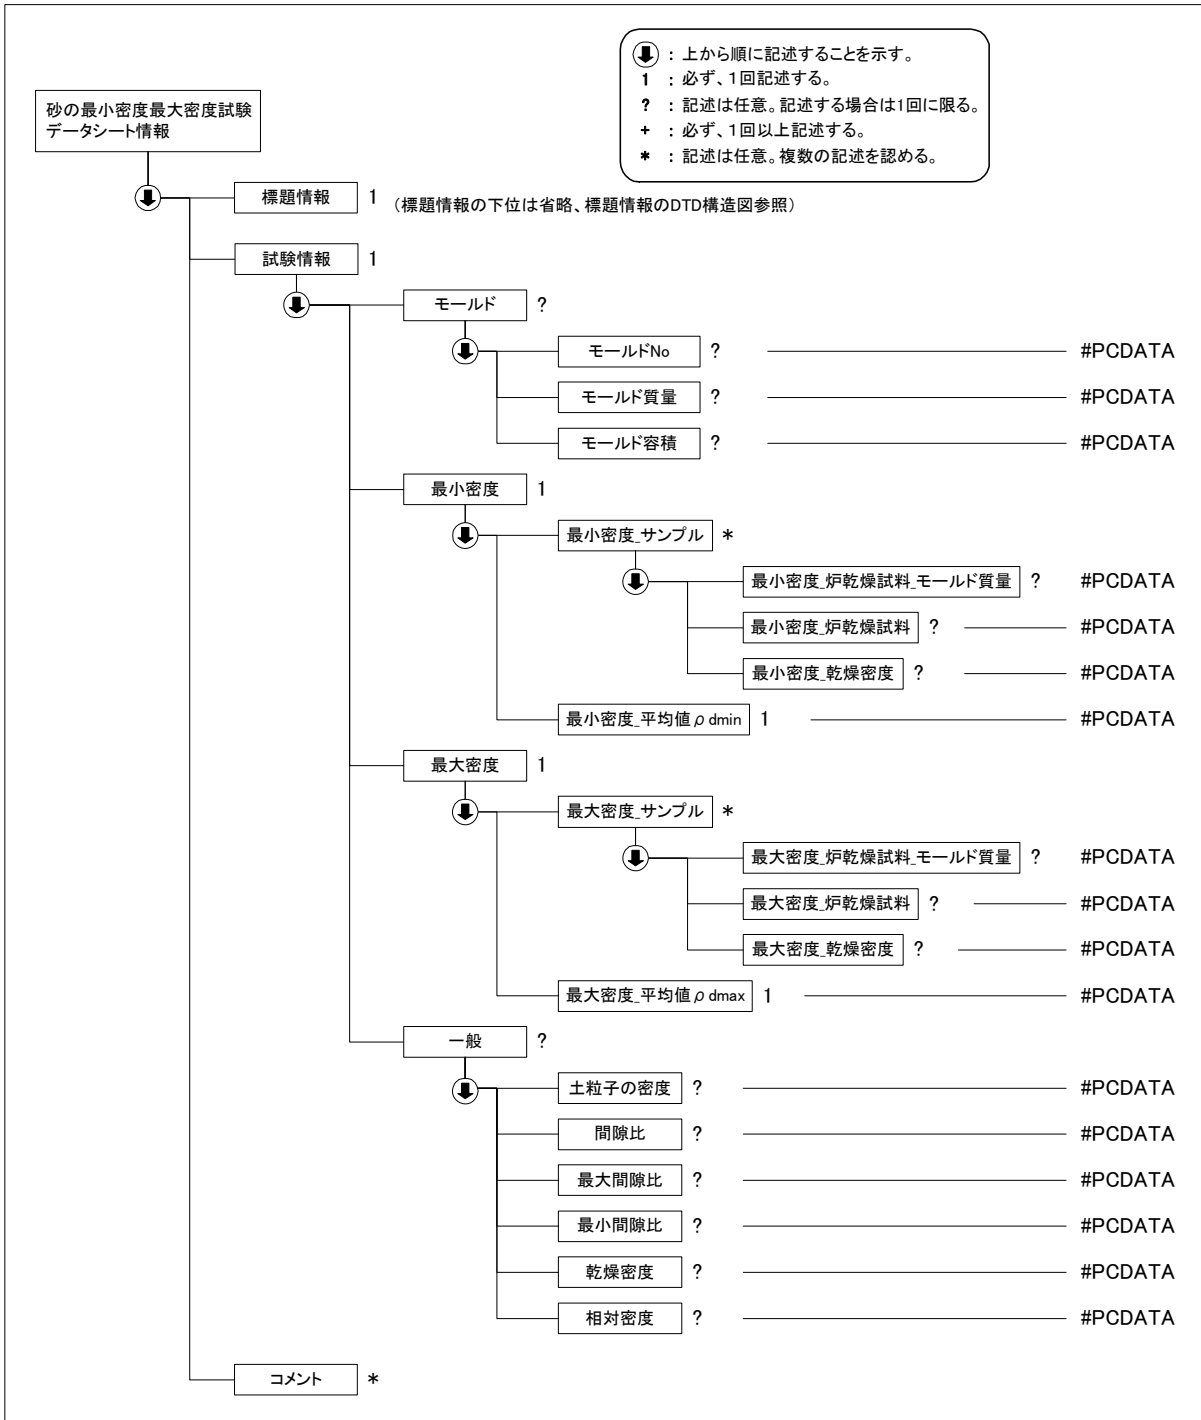 : 上から順に記述することを示す。
1 : 必ず、1回記述する。
? : 記述は任意。記述する場合は1回に限る。
+ : 必ず、1回以上記述する。
* : 記述は任意。複数の記述を認める。
砂の最小密度最大密度試験
データシート情報
標題情報 1 (標題情報の下位は省略、標題情報のDTD構造図参照)
試験情報 1
モールド ?
モールドNo ? #PCDATA
モールド質量 ? #PCDATA
モールド容積 ? #PCDATA
最小密度 1
最小密度_サンプル *
最小密度_炉乾燥試料_モールド質量 ? #PCDATA
最小密度_炉乾燥試料 ? #PCDATA
最小密度_乾燥密度 ? #PCDATA
最小密度_平均値ρdmin 1 #PCDATA
最大密度 1
最大密度_サンプル *
最大密度_炉乾燥試料_モールド質量 ? #PCDATA
最大密度_炉乾燥試料 ? #PCDATA
最大密度_乾燥密度 ? #PCDATA
最大密度_平均値ρdmax 1 #PCDATA
一般 ?
土粒子の密度 ? #PCDATA
間隙比 ? #PCDATA
最大間隙比 ? #PCDATA
最小間隙比 ? #PCDATA
乾燥密度 ? #PCDATA
相対密度 ? #PCDATA
コメント *